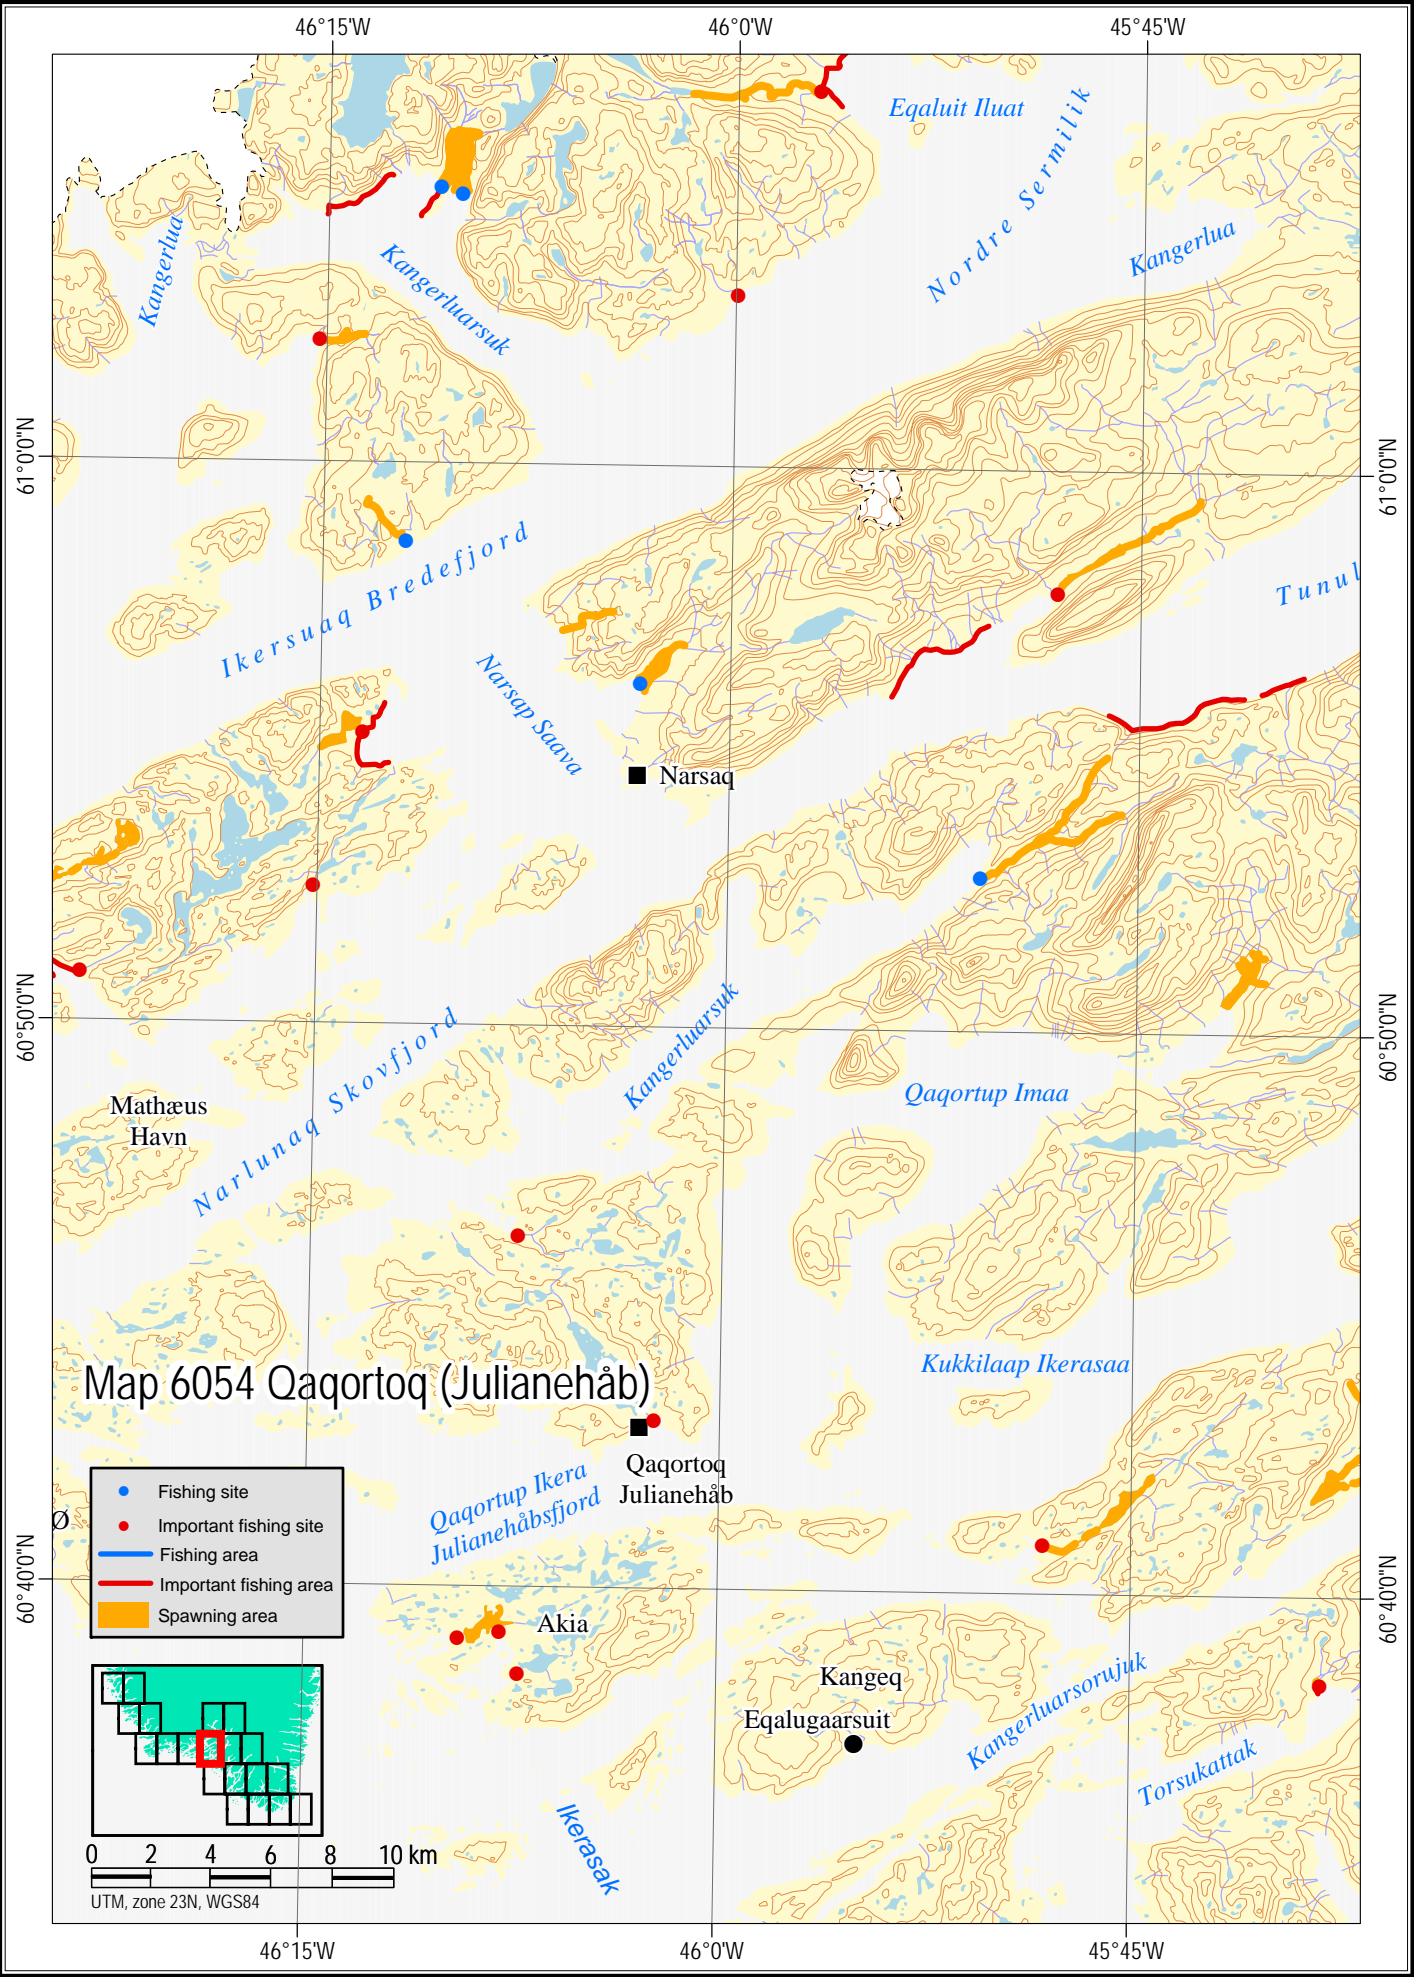 46°15'W 46°0'W 45°45'W
Eqaluit Iluat
Nordre Sermilik
Kangerlua
Kangerlua
Kangerluarsuk
61°0'0"N
61°0'0"N
Ikersuaq Bredefjord
Tunul
Narsap Saava
Narsaq
60°50'0"N
60°50'0"N
Kangerluarsuk
Narlunaq Skovfjord
Qaqortup Imaa
Mathæus
Havn
Kukkilaap Ikerasaa
Map 6054 Qaqortoq (Julianehåb)
Qaqortoq
Julianehåb
Qaqortup Ikera
Julianehåbsfjord
Ø
Fishing site
Important fishing site
Fishing area
Important fishing area
Spawning area
60°40'0"N
60°40'0"N
Akia
Kangeq
Eqalugaarsuit
Kangerluarsorujuk
Torsukattak
Ikerasak
0 2 4 6 8 10 km
UTM, zone 23N, WGS84
46°15'W 46°0'W 45°45'W